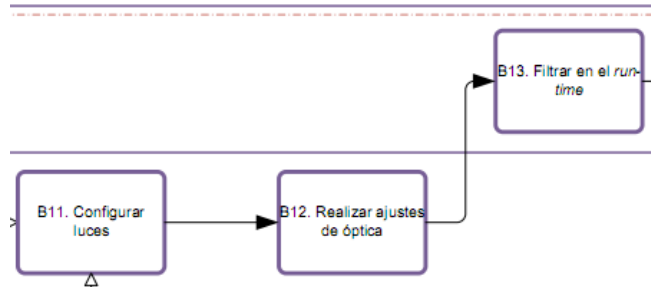 B13. Filtrar en el run-
time
B11. Configurar
luces
B12. Realizar ajustes
de óptica